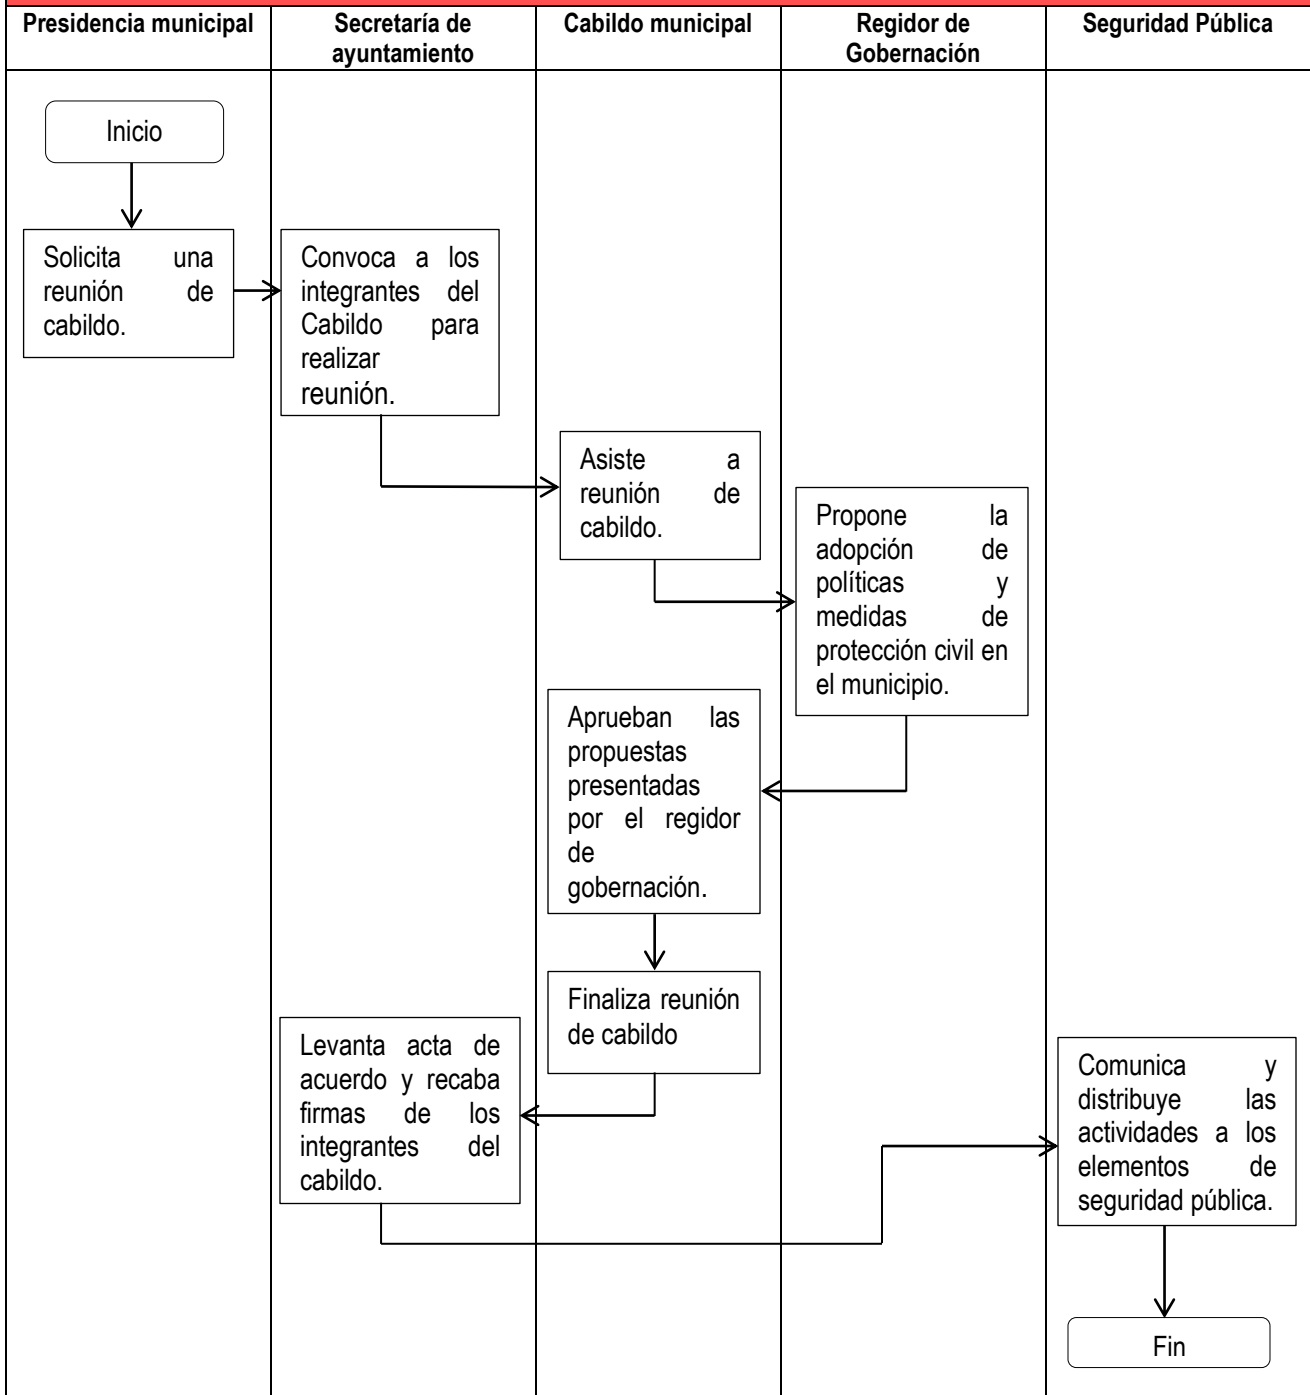 Presidencia municipal
Secretaría de
ayuntamiento
Cabildo municipal
Regidor de
Gobernación
Seguridad Pública
Inicio
Solicita una
reunión de
cabildo.
Convoca a los
integrantes del
Cabildo para
realizar
reunión.
Asiste a
reunión de
cabildo.
Propone la
adopción de
políticas y
medidas de
protección civil en
el municipio.
Aprueban las
propuestas
presentadas
por el regidor
de
gobernación.
Finaliza reunión
de cabildo
Levanta acta de
acuerdo y recaba
firmas de los
integrantes del
cabildo.
Comunica y
distribuye las
actividades a los
elementos de
seguridad pública.
Fin